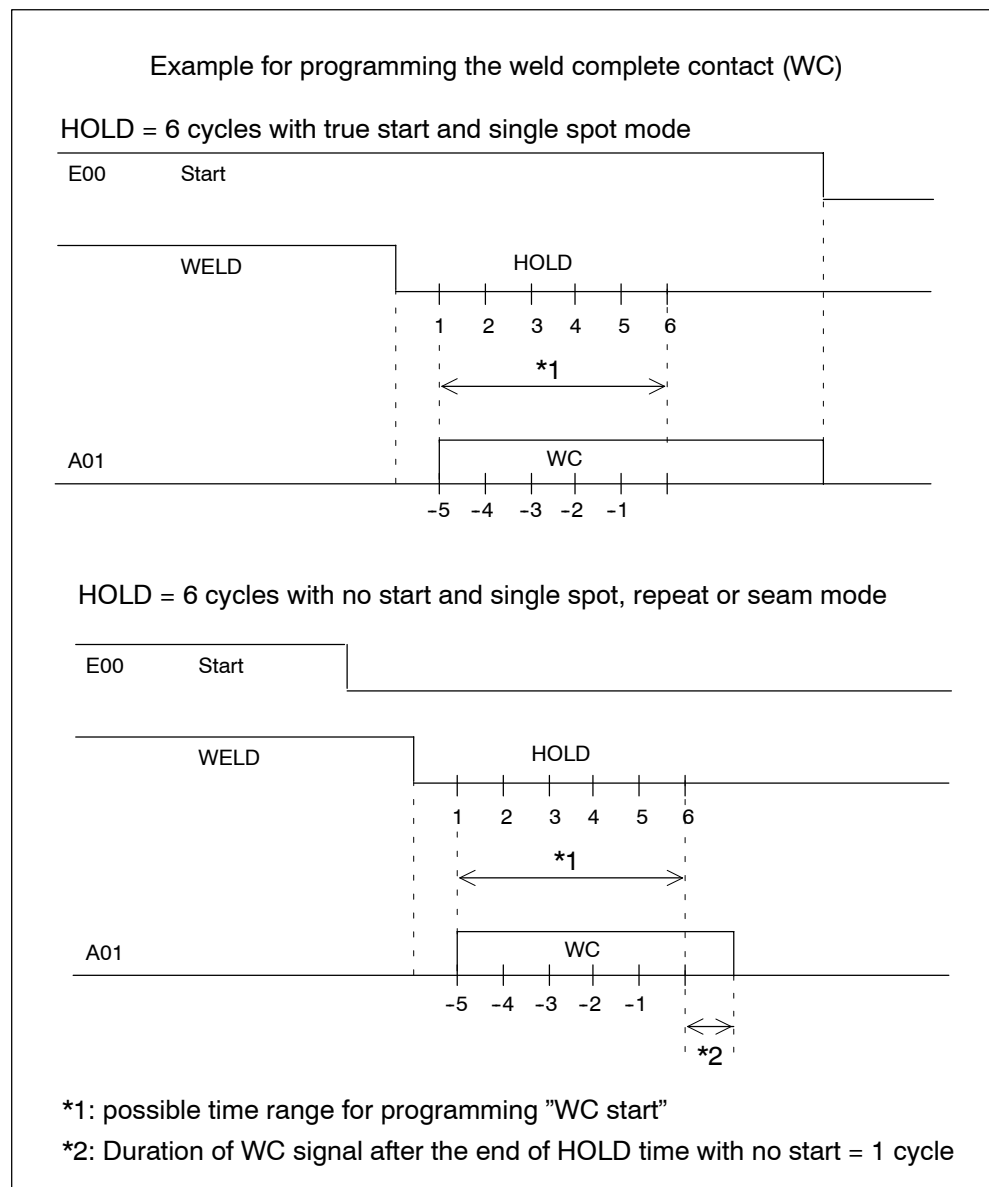 Example for programming the weld complete contact (WC)
HOLD = 6 cycles with true start and single spot mode
E00 Start
WELD HOLD
1 2 3 4 5 6
*1
A01 WC
--5 --4 --3 --2 --1
HOLD = 6 cycles with no start and single spot, repeat or seam mode
E00 Start
WELD HOLD
1 2 3 4 5 6
*1
A01 WC
--5 --4 --3 --2 --1
*2
*1: possible time range for programming ”WC start”
*2: Duration of WC signal after the end of HOLD time with no start = 1 cycle